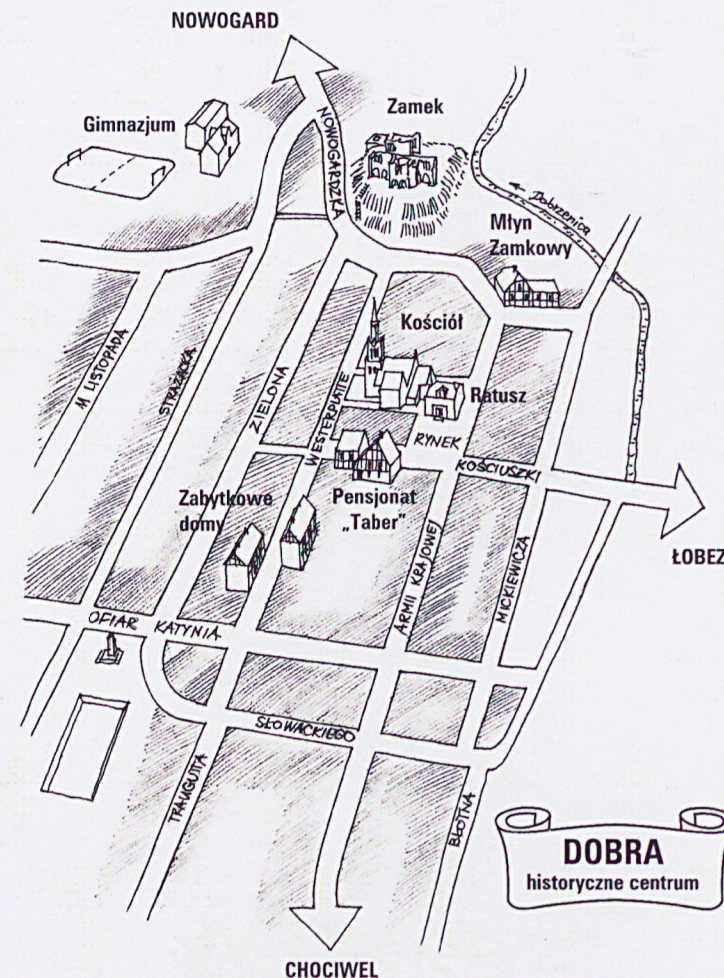 NOWOGARD
Gimnazjum
Zamek
NOWOGARDZKA
Dobrzenica
Młyn
Zamkowy
Kościół
M LISTOPADA
STRAŻACKA
ZIELONA
WESTERPLATTE
Ratusz
RYNEK
KOŚCIUSZKI
Zabytkowe
domy
Pensjonat
„Taber”
ŁOBEZ
ARMII KRAJOWEJ
MICKIEWICZA
OFIAR KATYNIA
SŁOWACKIEGO
TRAUGUTTA
BŁOTNA
DOBRA
historyczne centrum
CHOCIWEL